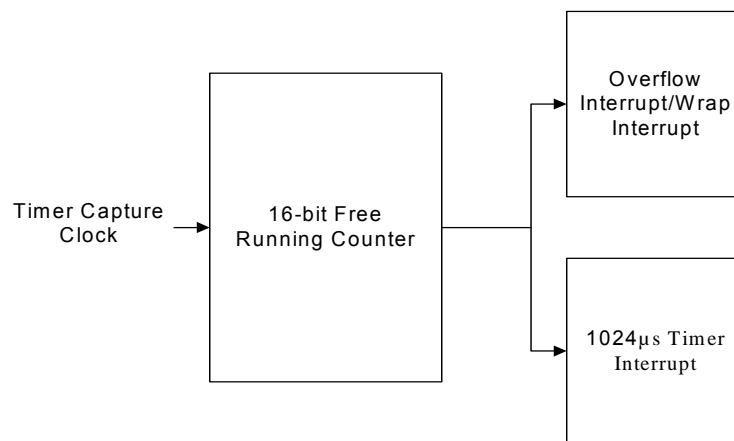 Timer Capture
Clock
16-bit Free
Running Counter
Overflow
Interrupt/Wrap
Interrupt
1024µs Timer
Interrupt